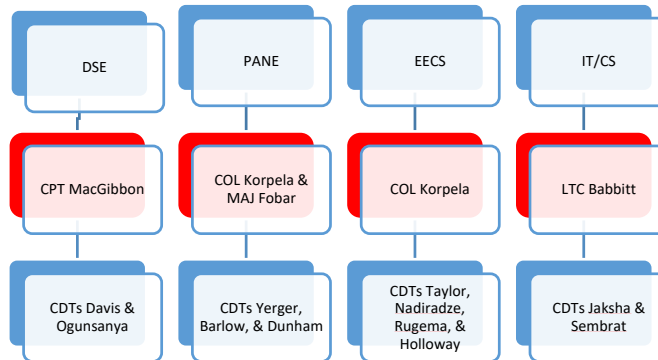 DSE
PANE
EECS
IT/CS
CPT MacGibbon
COL Korpela &
MAJ Fobar
COL Korpela
LTC Babbitt
CDTs Davis &
Ogunsanya
CDTs Yerger,
Barlow, & Dunham
CDTs Taylor,
Nadiradze,
Rugema, &
Holloway
CDTs Jaksha &
Sembrat